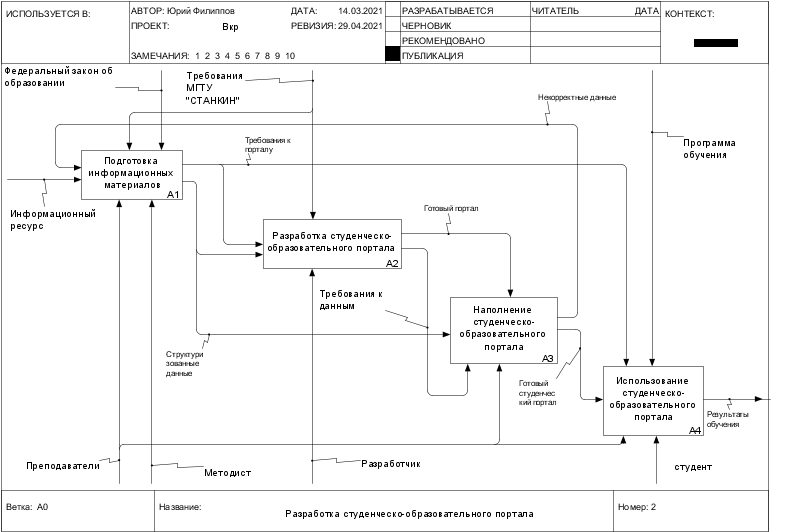 ИСПОЛЬЗУЕТСЯ В:
АВТОР: Юрий Филиппов
ДАТА: 14.03.2021
ПРОЕКТ: Вкр
РЕВИЗИЯ: 29.04.2021
ЗАМЕЧАНИЯ: 1 2 3 4 5 6 7 8 9 10
РАЗРАБАТЫВАЕТСЯ
ЧЕРНОВИК
РЕКОМЕНДОВАНО
ПУБЛИКАЦИЯ
ЧИТАТЕЛЬ
ДАТА
КОНТЕКСТ:
Федеральный закон об
образовании
Требования
МГТУ
"СТАНКИН"
Некорректные данные
Программа
обучения
Требования к
порталу
Подготовка
информационных
материалов
A1
Информационный
ресурс
Готовый портал
Разработка студенческо-
образовательного портала
A2
Требования к
данным
Наполнение
студенческо-
образовательного
портала
A3
Структури
зованные
данные
Готовый
студенчес
кий портал
Использование
студенческо-
образовательного
портала
A4
Результаты
обучения
Преподаватели
Методист
Разработчик
студент
Ветка: A0
Название:
Разработка студенческо-образовательного портала
Номер: 2